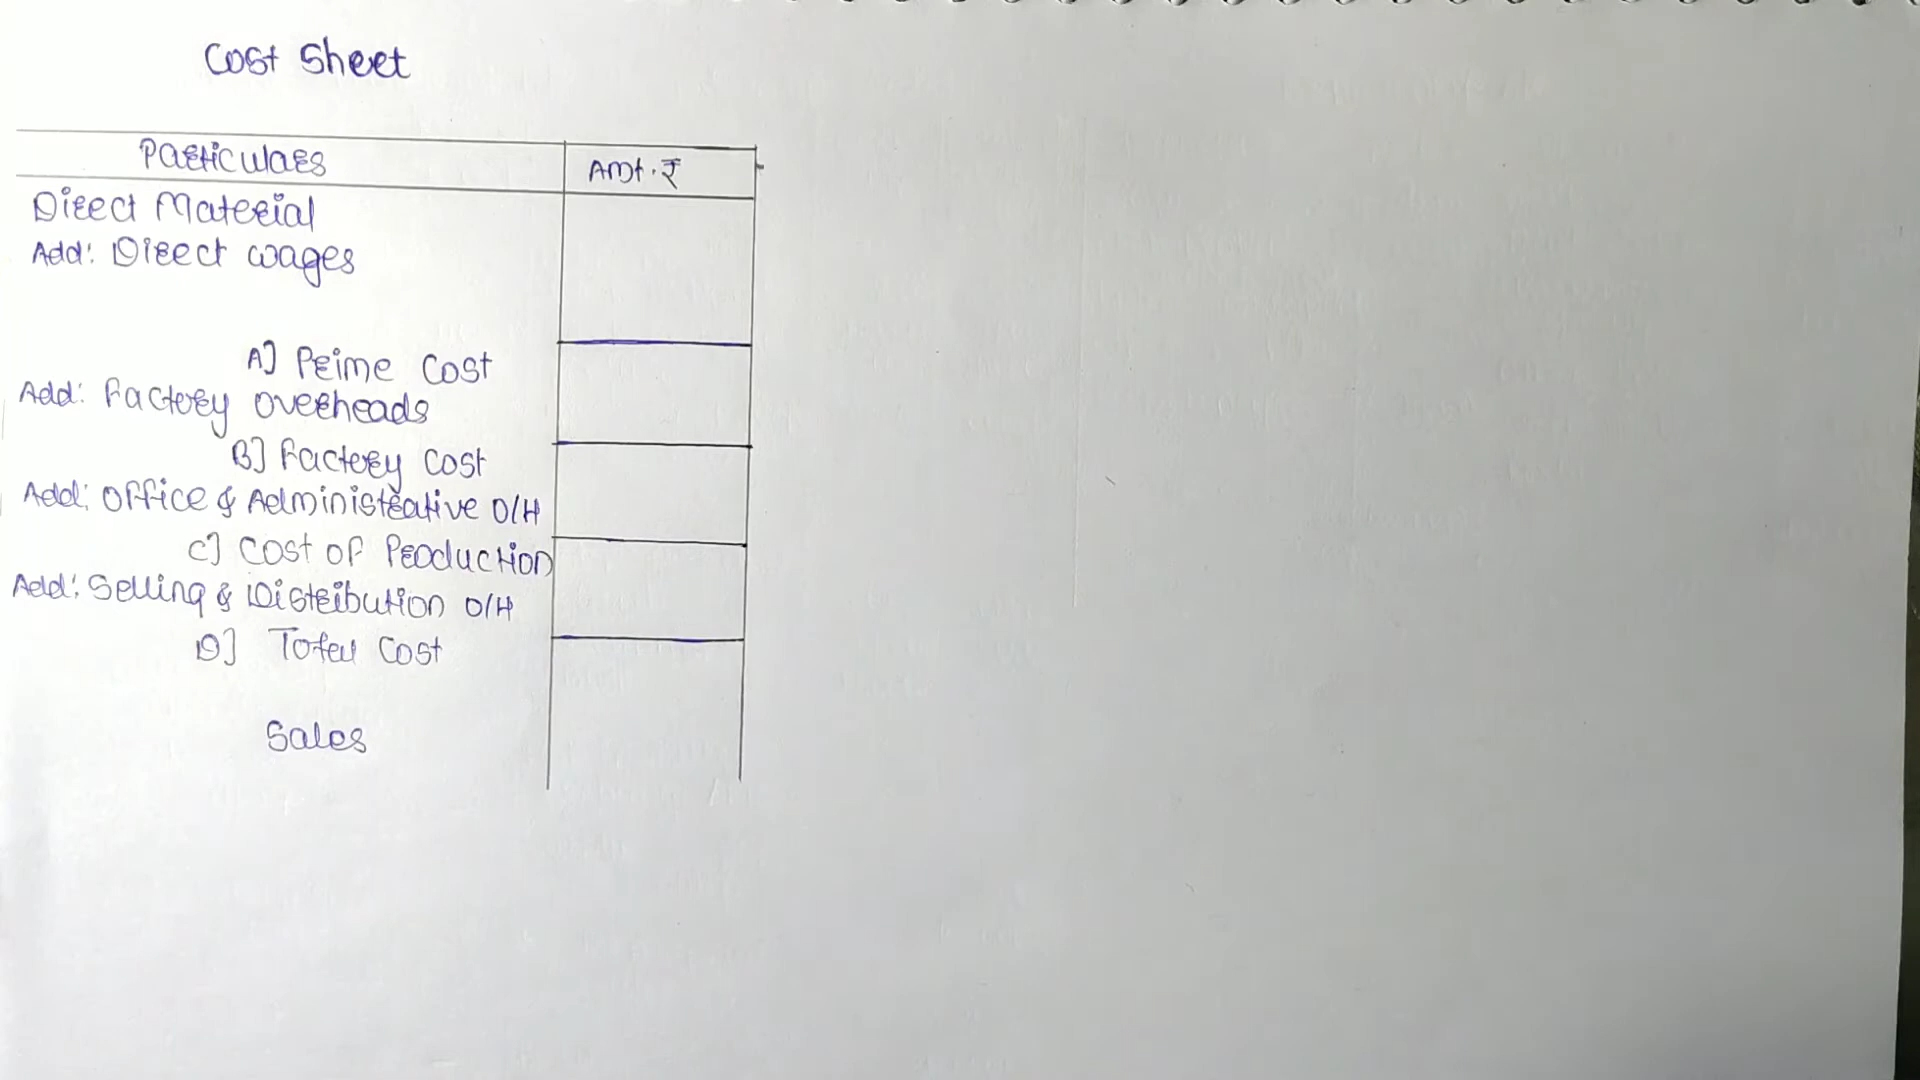 Cost Sheet
Particulars Amt. ₹
Direct Material
Add: Direct wages
A] Prime Cost
Add: Factory Overheads
B] Factory Cost
Add: Office & Administrative O/H
C] Cost of Production
Add: Selling & Distribution O/H
D] Total Cost
Sales